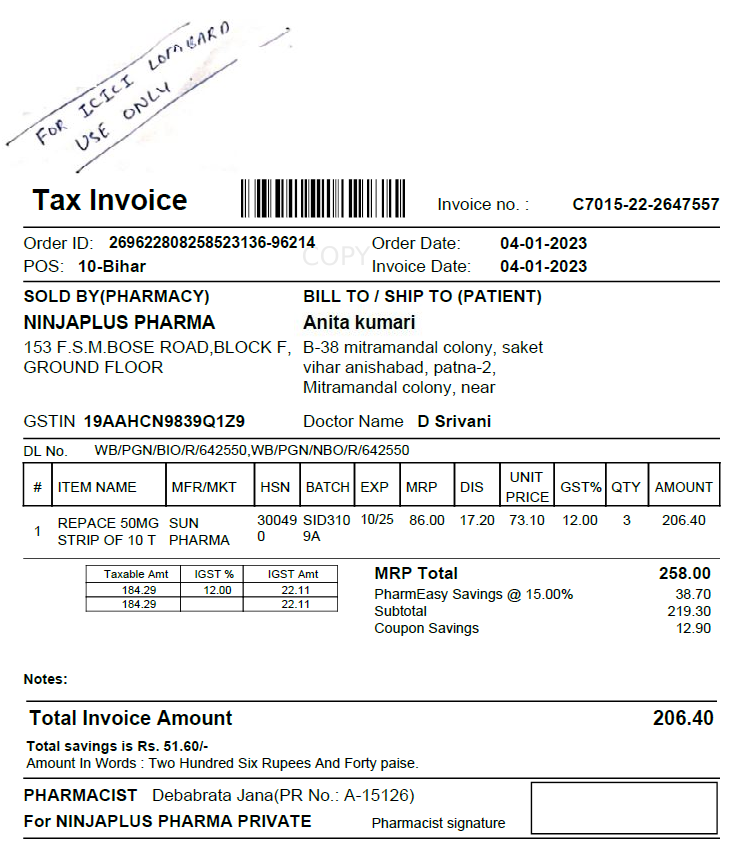 FOR ICICI LOMBARD
USE ONLY
Tax Invoice
Invoice no. : C7015-22-2647557
Order ID: 269622808258523136-96214 Order Date: 04-01-2023
COPY
POS: 10-Bihar Invoice Date: 04-01-2023
SOLD BY(PHARMACY) BILL TO / SHIP TO (PATIENT)
NINJAPLUS PHARMA Anita kumari
153 F.S.M.BOSE ROAD,BLOCK F, B-38 mitramandal colony, saket
GROUND FLOOR vihar anishabad, patna-2,
Mitramandal colony, near
GSTIN 19AAHCN9839Q1Z9 Doctor Name D Srivani
DL No. WB/PGN/BIO/R/642550,WB/PGN/NBO/R/642550
# ITEM NAME MFR/MKT HSN BATCH EXP MRP DIS UNIT PRICE GST% QTY AMOUNT
1 REPACE 50MG SUN 30049 SID310 10/25 86.00 17.20 73.10 12.00 3 206.40
STRIP OF 10 T PHARMA 0 9A
Taxable Amt IGST % IGST Amt
184.29 12.00 22.11
184.29 22.11
MRP Total 258.00
PharmEasy Savings @ 15.00% 38.70
Subtotal 219.30
Coupon Savings 12.90
Notes:
Total Invoice Amount 206.40
Total savings is Rs. 51.60/-
Amount In Words : Two Hundred Six Rupees And Forty paise.
PHARMACIST Debabrata Jana(PR No.: A-15126)
For NINJAPLUS PHARMA PRIVATE Pharmacist signature